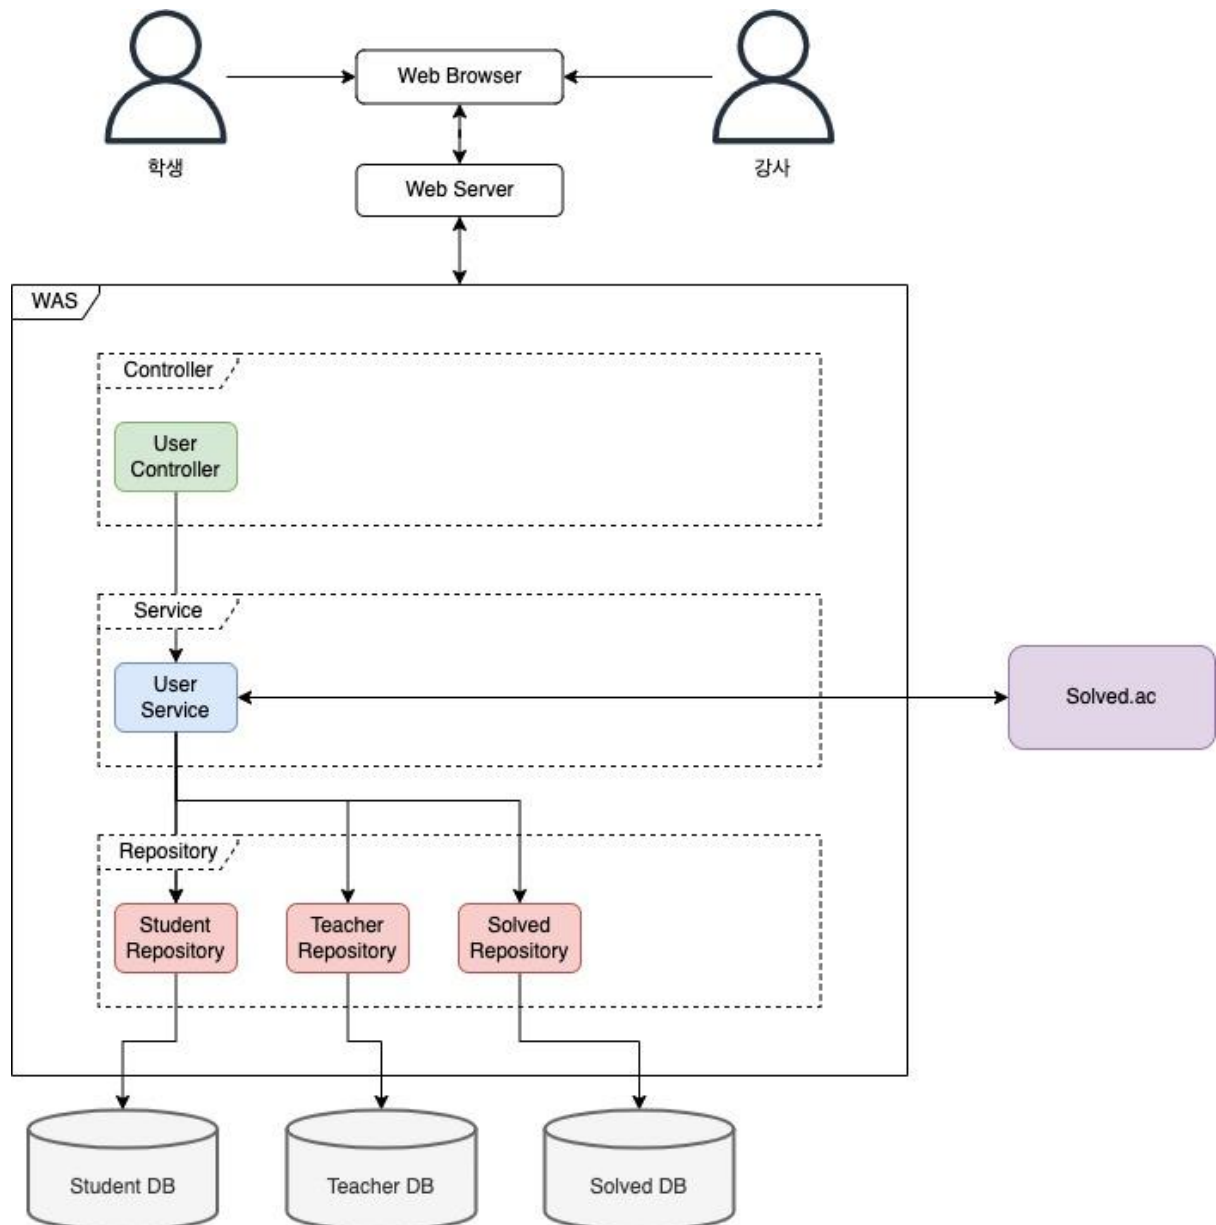 Web Browser
학생
강사
Web Server
WAS
Controller
User
Controller
Service
User
Service
Solved.ac
Repository
Student
Repository
Teacher
Repository
Solved
Repository
Student DB
Teacher DB
Solved DB